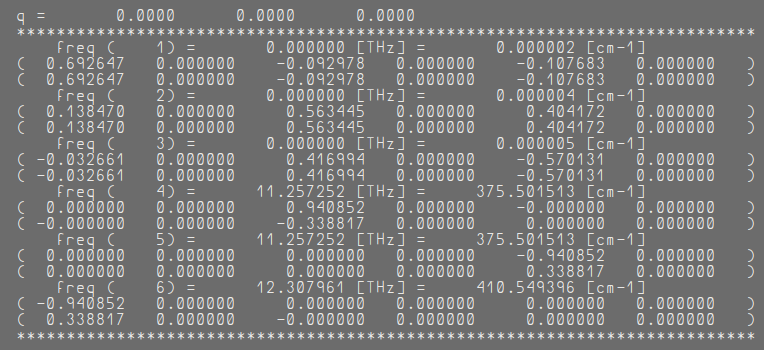 q = 0.0000 0.0000 0.0000
**************************************************************************
freq ( 1) = 0.000000 [THz] = 0.000002 [cm-1]
( 0.692647 0.000000 -0.092978 0.000000 -0.107683 0.000000 )
( 0.692647 0.000000 -0.092978 0.000000 -0.107683 0.000000 )
freq ( 2) = 0.000000 [THz] = 0.000004 [cm-1]
( 0.138470 0.000000 0.563445 0.000000 0.404172 0.000000 )
( 0.138470 0.000000 0.563445 0.000000 0.404172 0.000000 )
freq ( 3) = 0.000000 [THz] = 0.000005 [cm-1]
( -0.032661 0.000000 0.416994 0.000000 -0.570131 0.000000 )
( -0.032661 0.000000 0.416994 0.000000 -0.570131 0.000000 )
freq ( 4) = 11.257252 [THz] = 375.501513 [cm-1]
( 0.000000 0.000000 0.940852 0.000000 -0.000000 0.000000 )
( -0.000000 0.000000 -0.338817 0.000000 0.000000 0.000000 )
freq ( 5) = 11.257252 [THz] = 375.501513 [cm-1]
( 0.000000 0.000000 0.000000 0.000000 -0.940852 0.000000 )
( 0.000000 0.000000 0.000000 0.000000 0.338817 0.000000 )
freq ( 6) = 12.307961 [THz] = 410.549396 [cm-1]
( -0.940852 0.000000 0.000000 0.000000 0.000000 0.000000 )
( 0.338817 0.000000 -0.000000 0.000000 0.000000 0.000000 )
**************************************************************************